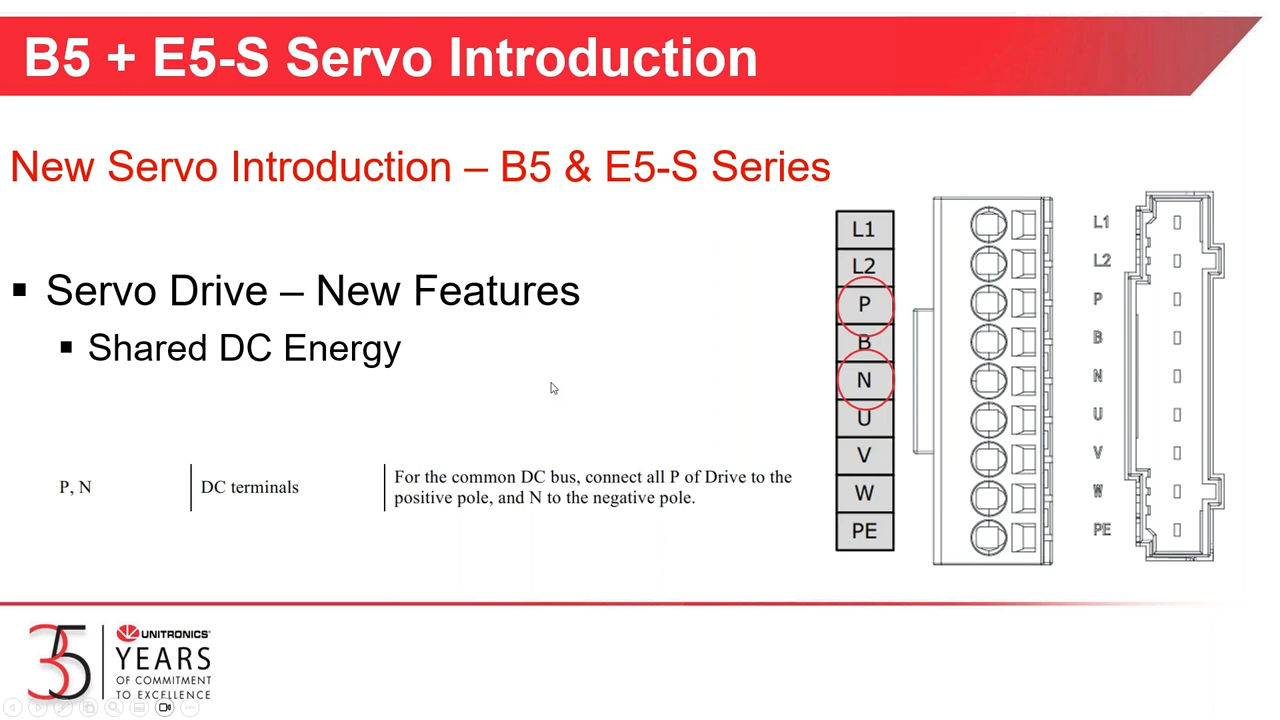 B5 + E5-S Servo Introduction
New Servo Introduction – B5 & E5-S Series
▪ Servo Drive – New Features
▪ Shared DC Energy
P, N
DC terminals
For the common DC bus, connect all P of Drive to the
positive pole, and N to the negative pole.
L1
L2
P
B
N
U
V
W
PE
L1
L2
P
B
N
U
V
W
PE
35
UNITRONICS
YEARS
OF COMMITMENT
TO EXCELLENCE